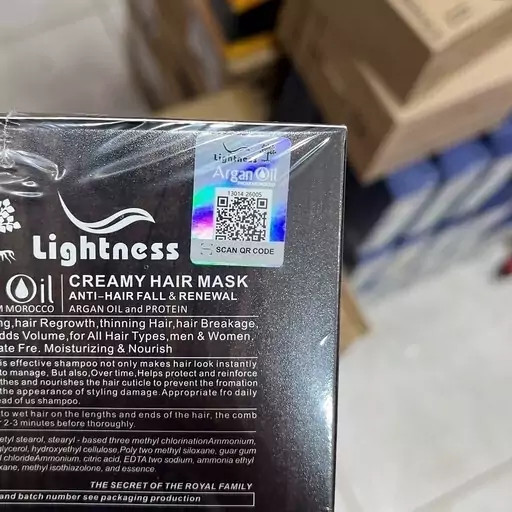 Lightness
Argan Oil
13014 26005
SCAN QR CODE
Lightness
Oil
CREAMY HAIR MASK
ANTI-HAIR FALL & RENEWAL
M MOROCCO
ARGAN OIL and PROTEIN
ng,hair Regrowth,thinning Hair,hair Breakage,
dds Volume,for All Hair Types,men & Women,
ate Fre. Moisturizing & Nourish
is effective shampoo not only makes hair look instantly
to manage, But also,Over time,Helps protect and reinforce
thes and nourishes the hair cuticle to prevent the fromation
the appearance of styling damage. Appropriate fro daily
ead of us shampoo.
to wet hair on the lengths and ends of the hair, the comb
2-3 minutes before thoroughly.
etyl stearol, stearyl - based three methyl chlorinationAmmonium,
glycerol, hydroxyethyl cellulose,Poly two methyl siloxane, guar gum
l chlorideAmmonium, citric acid, EDTA two sodium, ammonia ethyl
xane, methyl isothiazolone, and essence.
THE SECRET OF THE ROYAL FAMILY
and batch number see packaging production